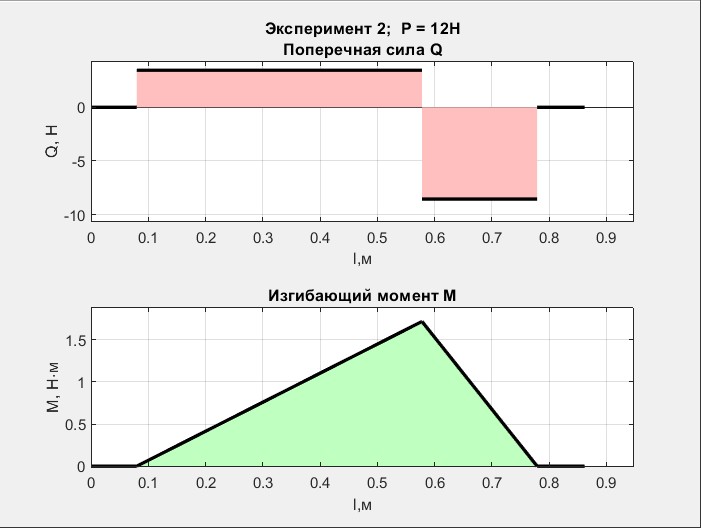 Эксперимент 2;  P = 12Н
Поперечная сила Q
0
-5
-10
Q, Н
0 0.1 0.2 0.3 0.4 0.5 0.6 0.7 0.8 0.9
l,м
Изгибающий момент M
1.5
1
0.5
0
M, Н·м
0 0.1 0.2 0.3 0.4 0.5 0.6 0.7 0.8 0.9
l,м